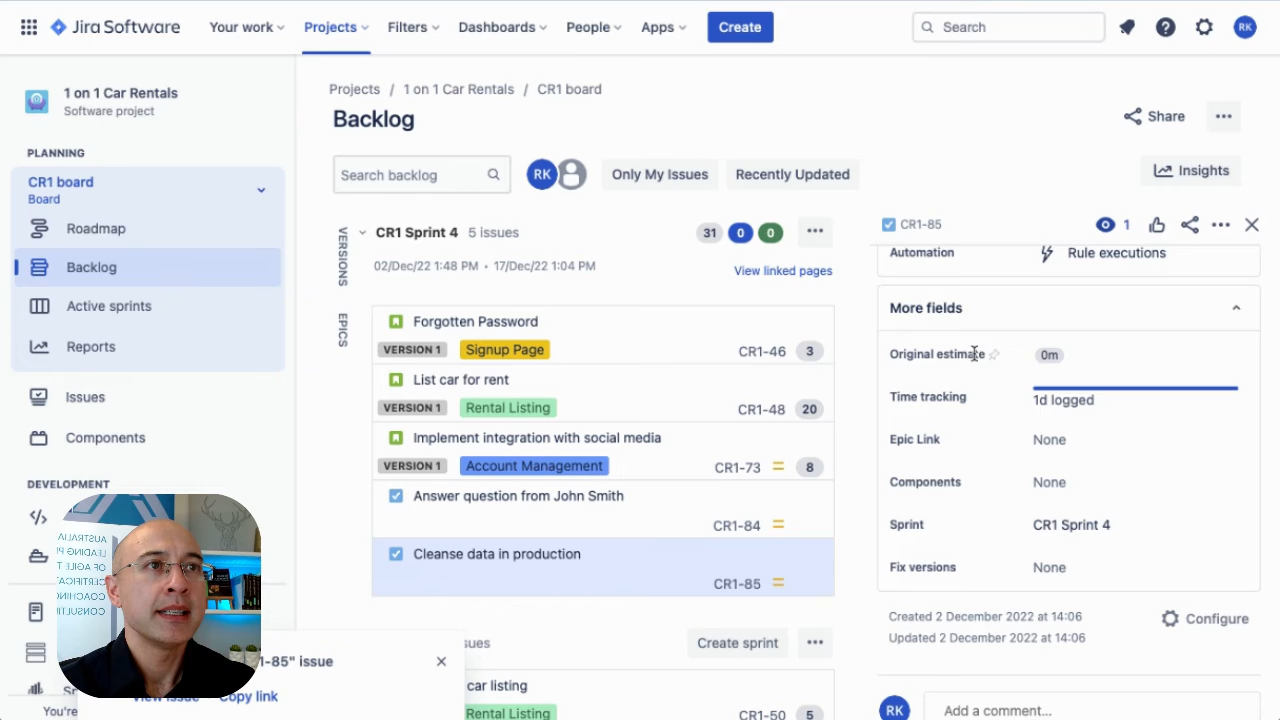 Jira Software
Your work
Projects
Filters
Dashboards
People
Apps
Create
Search
RK
1 on 1 Car Rentals
Software project
PLANNING
CR1 board
Board
Roadmap
Backlog
Active sprints
Reports
Issues
Components
DEVELOPMENT
You're
Projects / 1 on 1 Car Rentals / CR1 board
Backlog
Share
Search backlog
RK
Only My Issues
Recently Updated
Insights
VERSIONS
EPICS
CR1 Sprint 4 5 issues
31 0 0
02/Dec/22 1:48 PM • 17/Dec/22 1:04 PM
View linked pages
Forgotten Password
VERSION 1 Signup Page CR1-46 3
List car for rent
VERSION 1 Rental Listing CR1-48 20
Implement integration with social media
VERSION 1 Account Management CR1-73 8
Answer question from John Smith
CR1-84
Cleanse data in production
CR1-85
sues
Create sprint
car listing
Rental Listing CR1-50 5
1-85" issue
View issue Copy link
CR1-85
1
Automation Rule executions
More fields
Original estimate 0m
Time tracking 1d logged
Epic Link None
Components None
Sprint CR1 Sprint 4
Fix versions None
Created 2 December 2022 at 14:06
Updated 2 December 2022 at 14:06
Configure
RK
Add a comment...